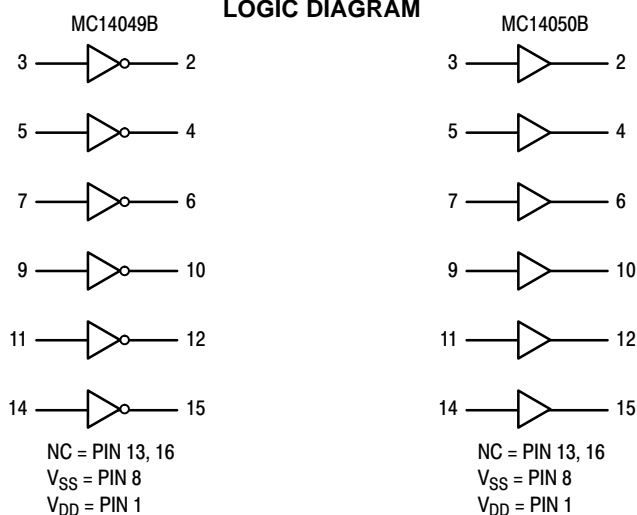 LOGIC DIAGRAM
MC14049B
3 2
5 4
7 6
9 10
11 12
14 15
NC = PIN 13, 16
VSS = PIN 8
VDD = PIN 1
MC14050B
3 2
5 4
7 6
9 10
11 12
14 15
NC = PIN 13, 16
VSS = PIN 8
VDD = PIN 1